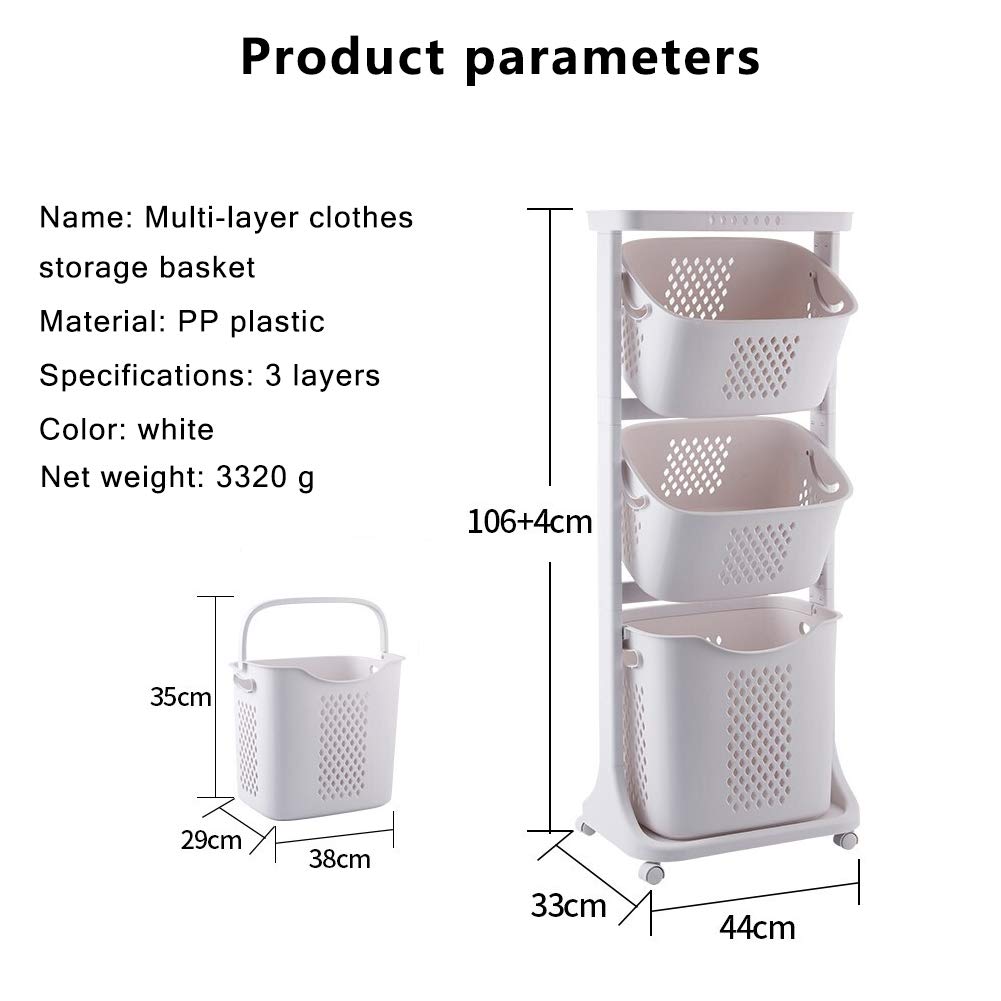 Product parameters
Name: Multi-layer clothes
storage basket
Material: PP plastic
Specifications: 3 layers
Color: white
Net weight: 3320 g
106+4cm
35cm
29cm
38cm
33cm
44cm